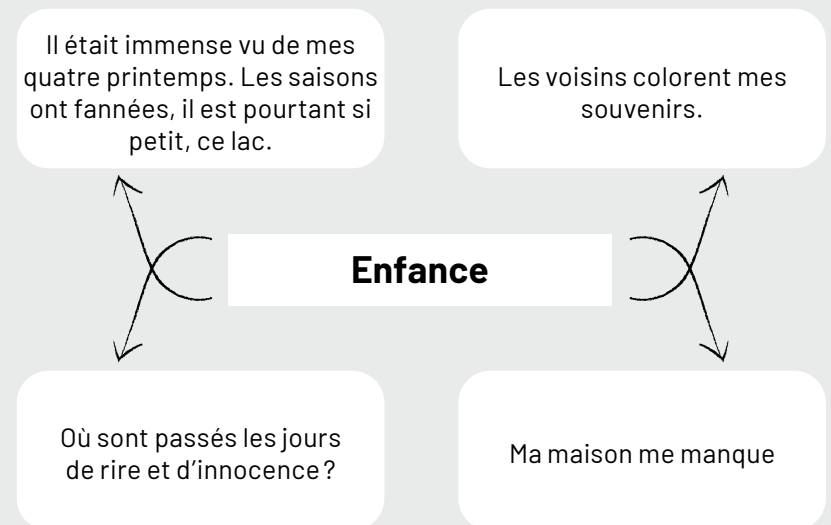 Il était immense vu de mes
quatre printemps. Les saisons
ont fannées, il est pourtant si
petit, ce lac.
Les voisins colorent mes
souvenirs.
Enfance
Où sont passés les jours
de rire et d’innocence ?
Ma maison me manque